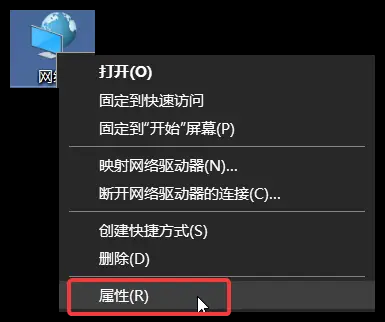 网络
打开(O)
固定到快速访问
固定到“开始”屏幕(P)
映射网络驱动器(N)...
断开网络驱动器的连接(C)...
创建快捷方式(S)
删除(D)
属性(R)